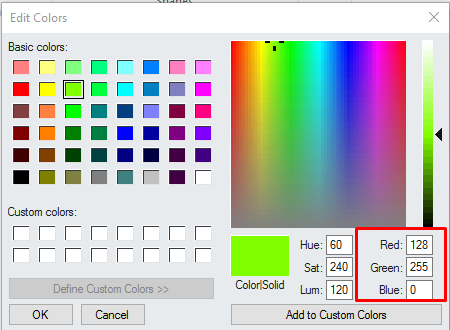 Edit Colors
Basic colors:
Custom colors:
Define Custom Colors >>
OK
Cancel
Color|Solid
Hue: 60
Sat: 240
Lum: 120
Red: 128
Green: 255
Blue: 0
Add to Custom Colors